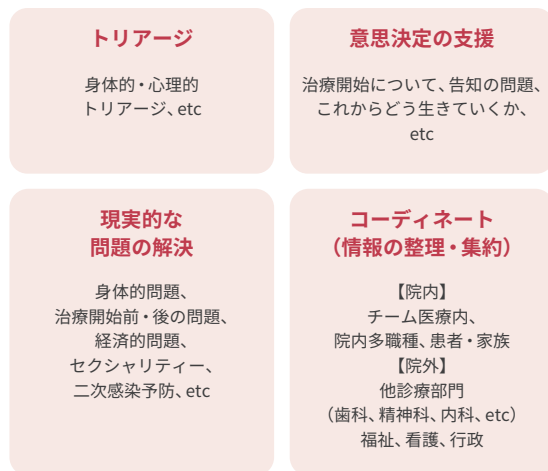 トリアージ
身体的・心理的
トリアージ、etc
意思決定の支援
治療開始について、告知の問題、
これからどう生きていくか、
etc
現実的な
問題の解決
身体的問題、
治療開始前・後の問題、
経済的問題、
セクシャリティー、
二次感染予防、etc
コーディネート
（情報の整理・集約）
【院内】
チーム医療内、
院内多職種、患者・家族
【院外】
他診療部門
（歯科、精神科、内科、etc）
福祉、看護、行政